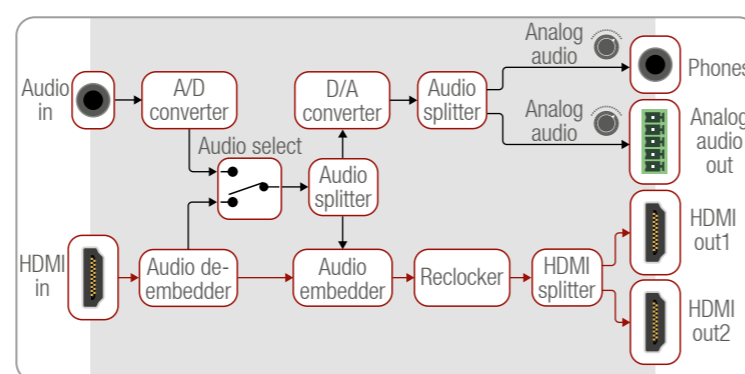 Audio
in
A/D
converter
Audio select
D/A
converter
Audio
splitter
Audio
splitter
Analog
audio
Analog
audio
Phones
Analog
audio
out
HDMI
in
Audio de-
embedder
Audio
embedder
Reclocker
HDMI
splitter
HDMI
out1
HDMI
out2